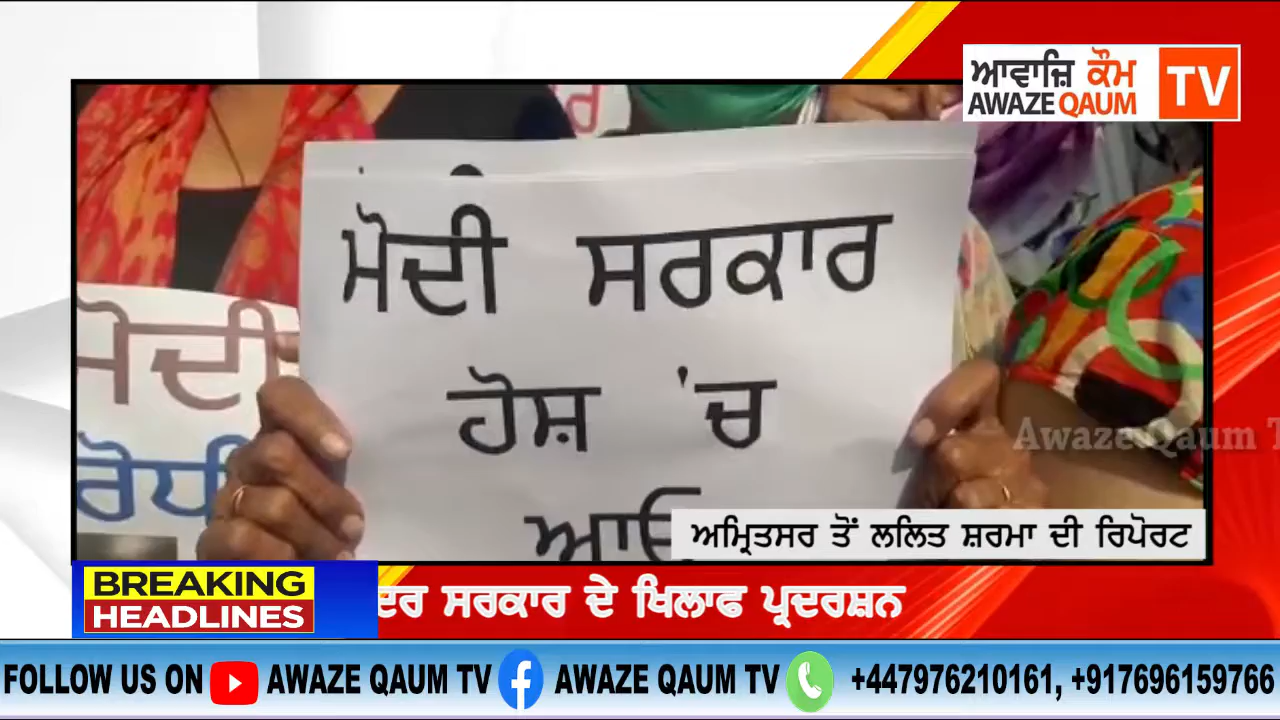 ਆਵਾਜ਼ਿ ਕੌਮ
AWAZE QAUM
TV
ਮੋਦੀ ਸਰਕਾਰ
ਹੋਸ਼ 'ਚ
ਮੋਦੀ
Awaze Qaum T
ਅਮ੍ਰਿਤਸਰ ਤੋਂ ਲਲਿਤ ਸ਼ਰਮਾ ਦੀ ਰਿਪੋਰਟ
BREAKING
HEADLINES
ਸਰਕਾਰ ਦੇ ਖਿਲਾਫ ਪ੍ਰਦਰਸ਼ਨ
FOLLOW US ON AWAZE QAUM TV AWAZE QAUM TV +447976210161, +917696159766